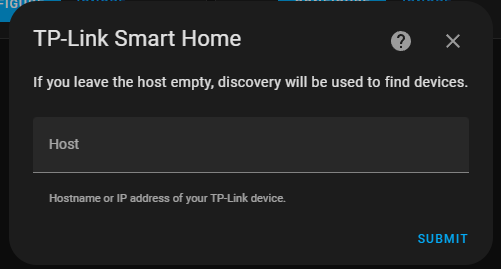 TP-Link Smart Home
If you leave the host empty, discovery will be used to find devices.
Host
Hostname or IP address of your TP-Link device.
SUBMIT